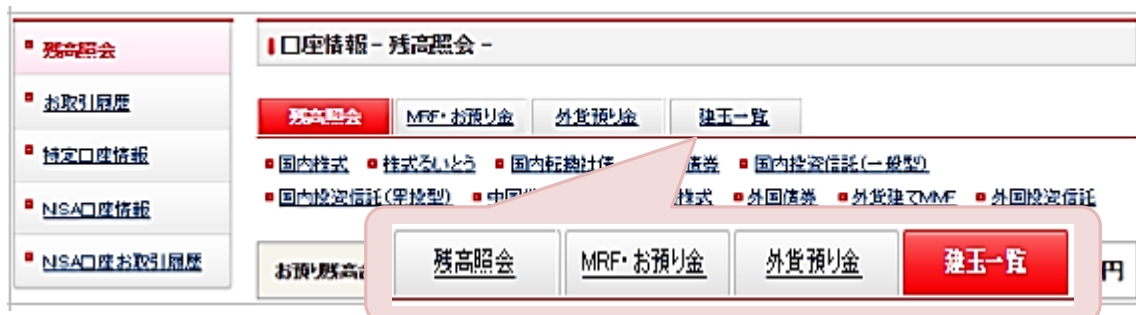 残高照会
お取引履歴
特定口座情報
NISA口座情報
NISA口座お取引履歴
口座情報 - 残高照会 -
残高照会 MRF・お預り金 外貨預り金 建玉一覧
国内株式 株式るいとう 国内転換社債 債券 国内投資信託(一般型)
国内投資信託(累投型) 中国 株式 外国債券 外貨建てMMF 外国投資信託
お預り残高 円
残高照会 MRF・お預り金 外貨預り金 建玉一覧